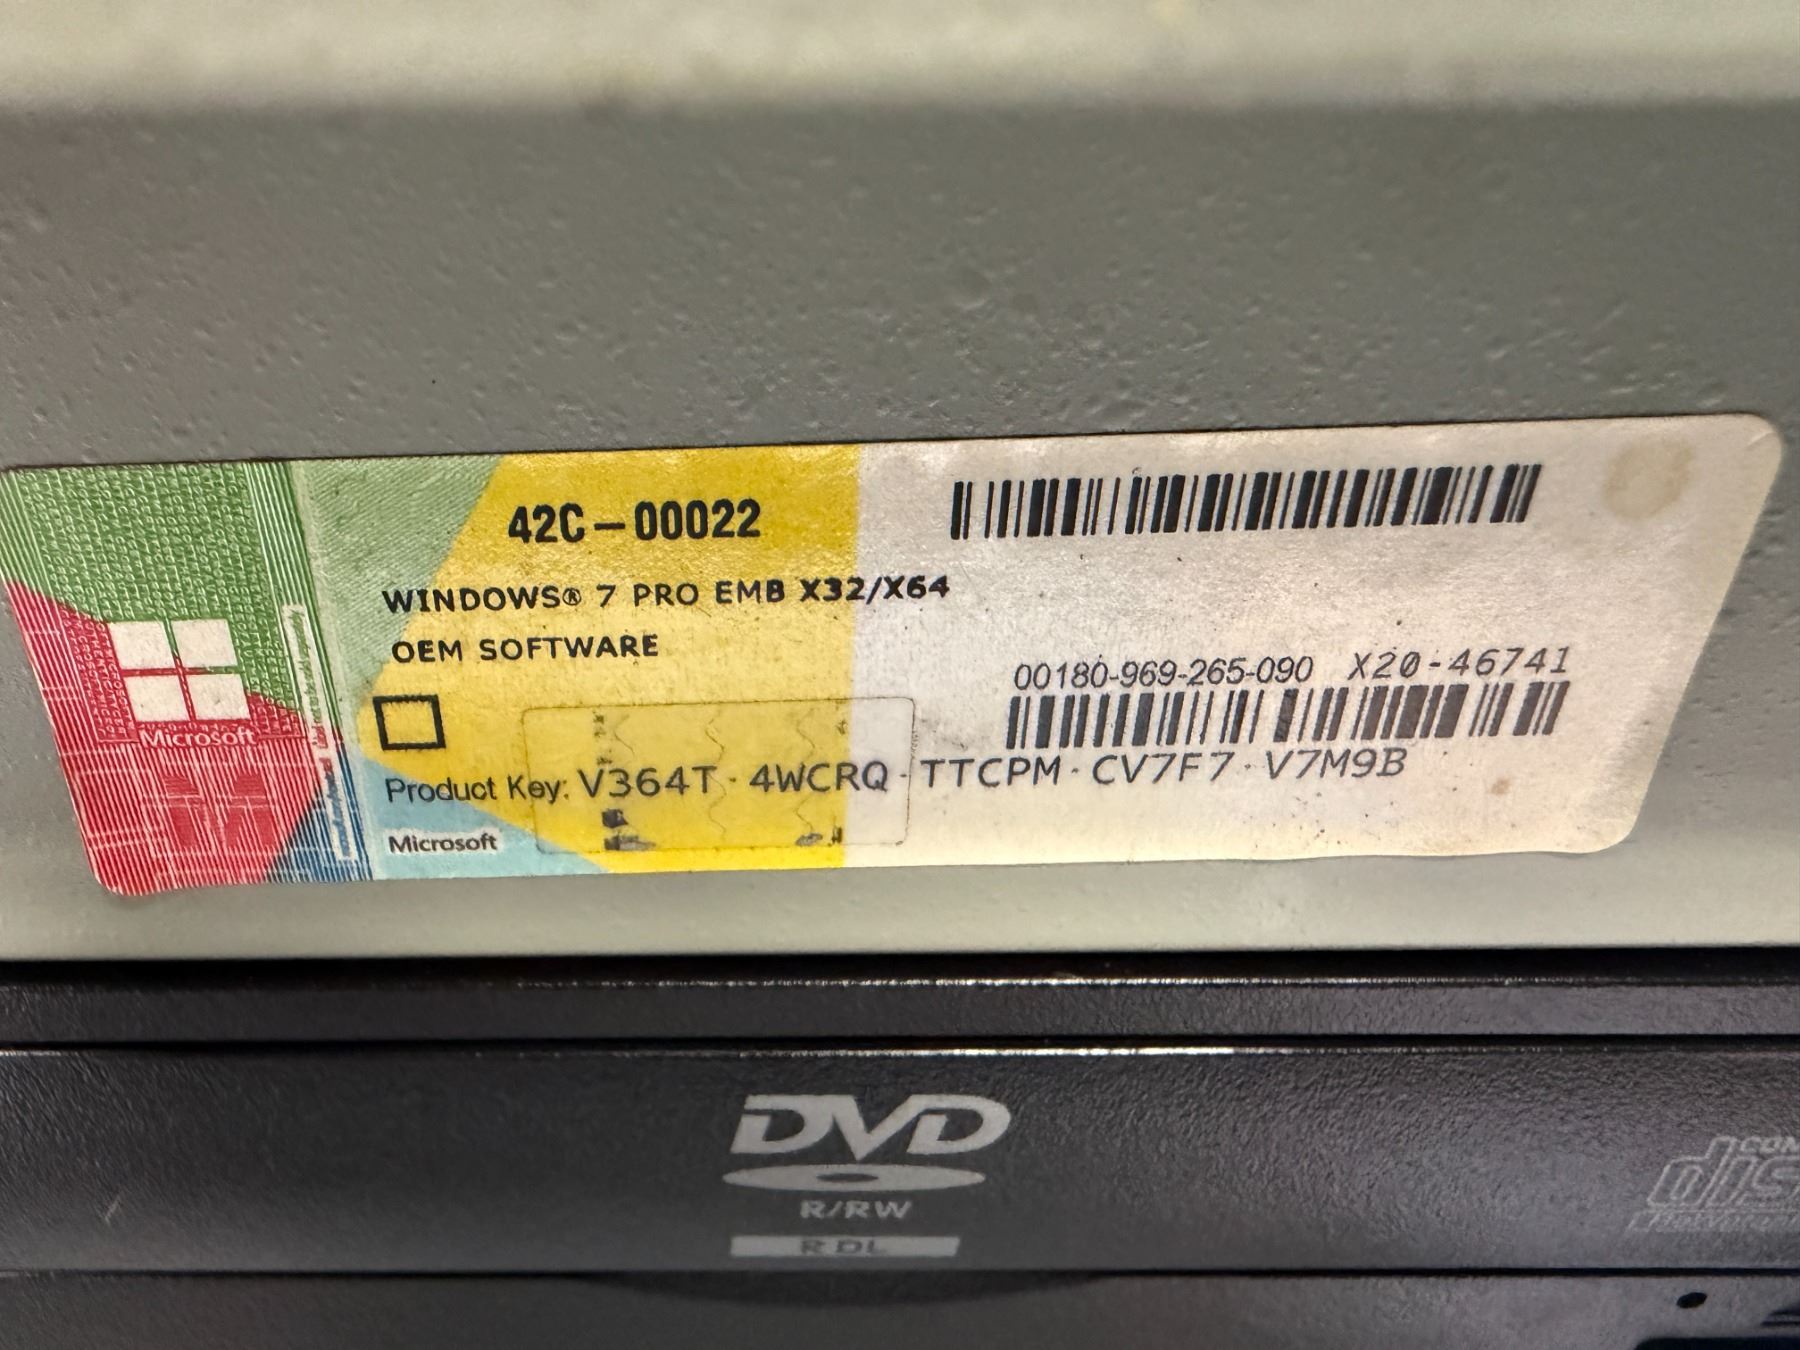 42C-00022
WINDOWS® 7 PRO EMB X32/X64
OEM SOFTWARE
00180-969-265-090 X20-46741
Product Key: V364T-4WCRQ-TTCPM-CV7F7-V7M9B
Microsoft
Microsoft
DVD
R/RW
R DL